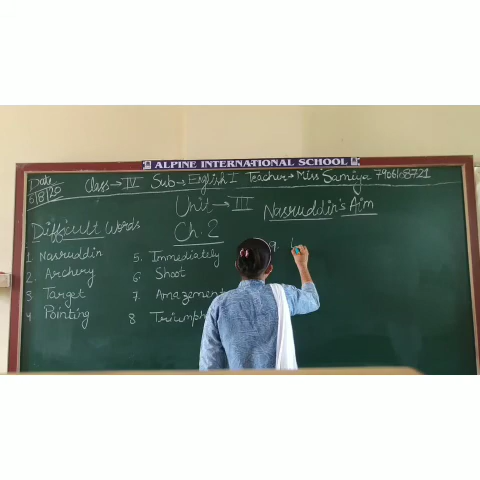 ALPINE INTERNATIONAL SCHOOL
Date Class → IV Sub → English I Teacher → Miss Samiya
Unit → III Nasruddin's Aim
Difficult Words Ch. 2
1. Nasruddin 5. Immediately 9.
2. Archery 6. Shoot
3. Target 7. Amazement
4. Pointing 8 Triumph